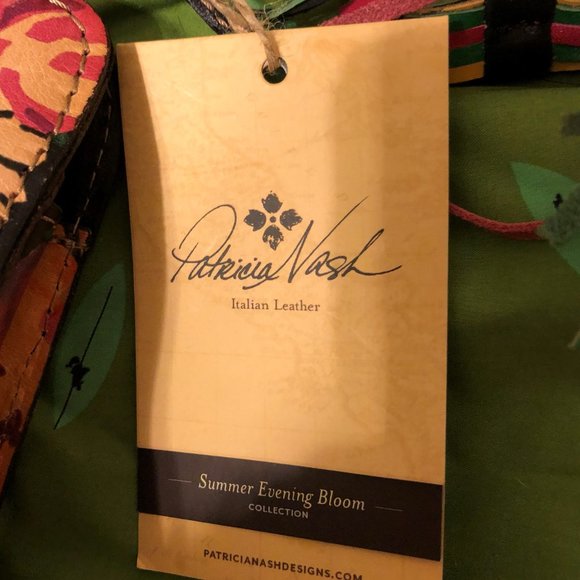 Patricia Nash
Italian Leather
Summer Evening Bloom
COLLECTION
PATRICIANASHDESIGNS.COM